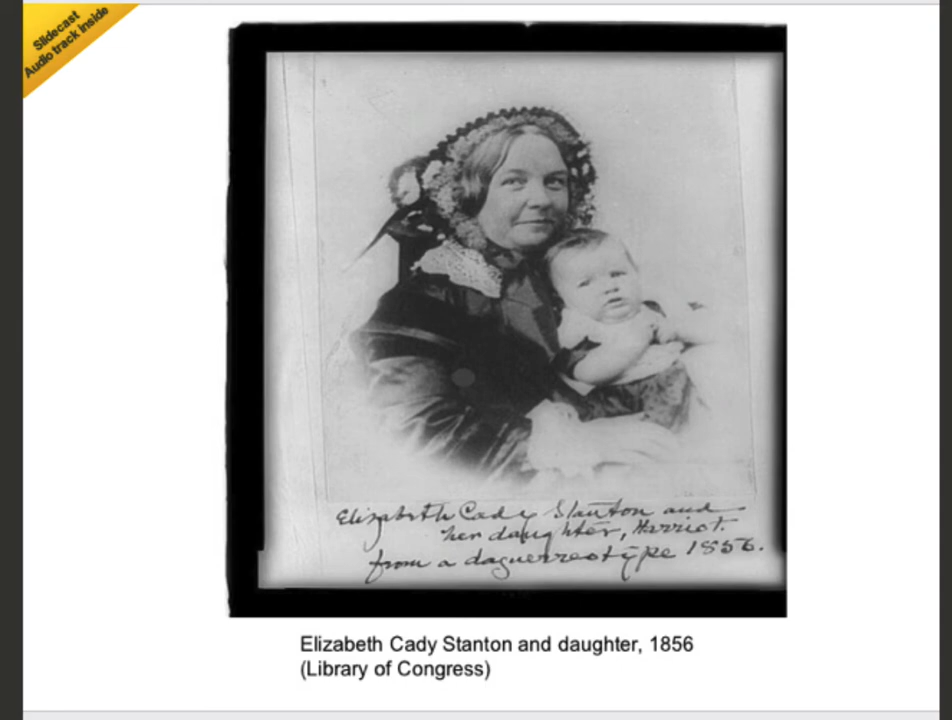 Slidecast
Audio track inside
Elizabeth Cady Stanton and
her daughter, Harriot.
from a daguerreotype 1856.
Elizabeth Cady Stanton and daughter, 1856
(Library of Congress)